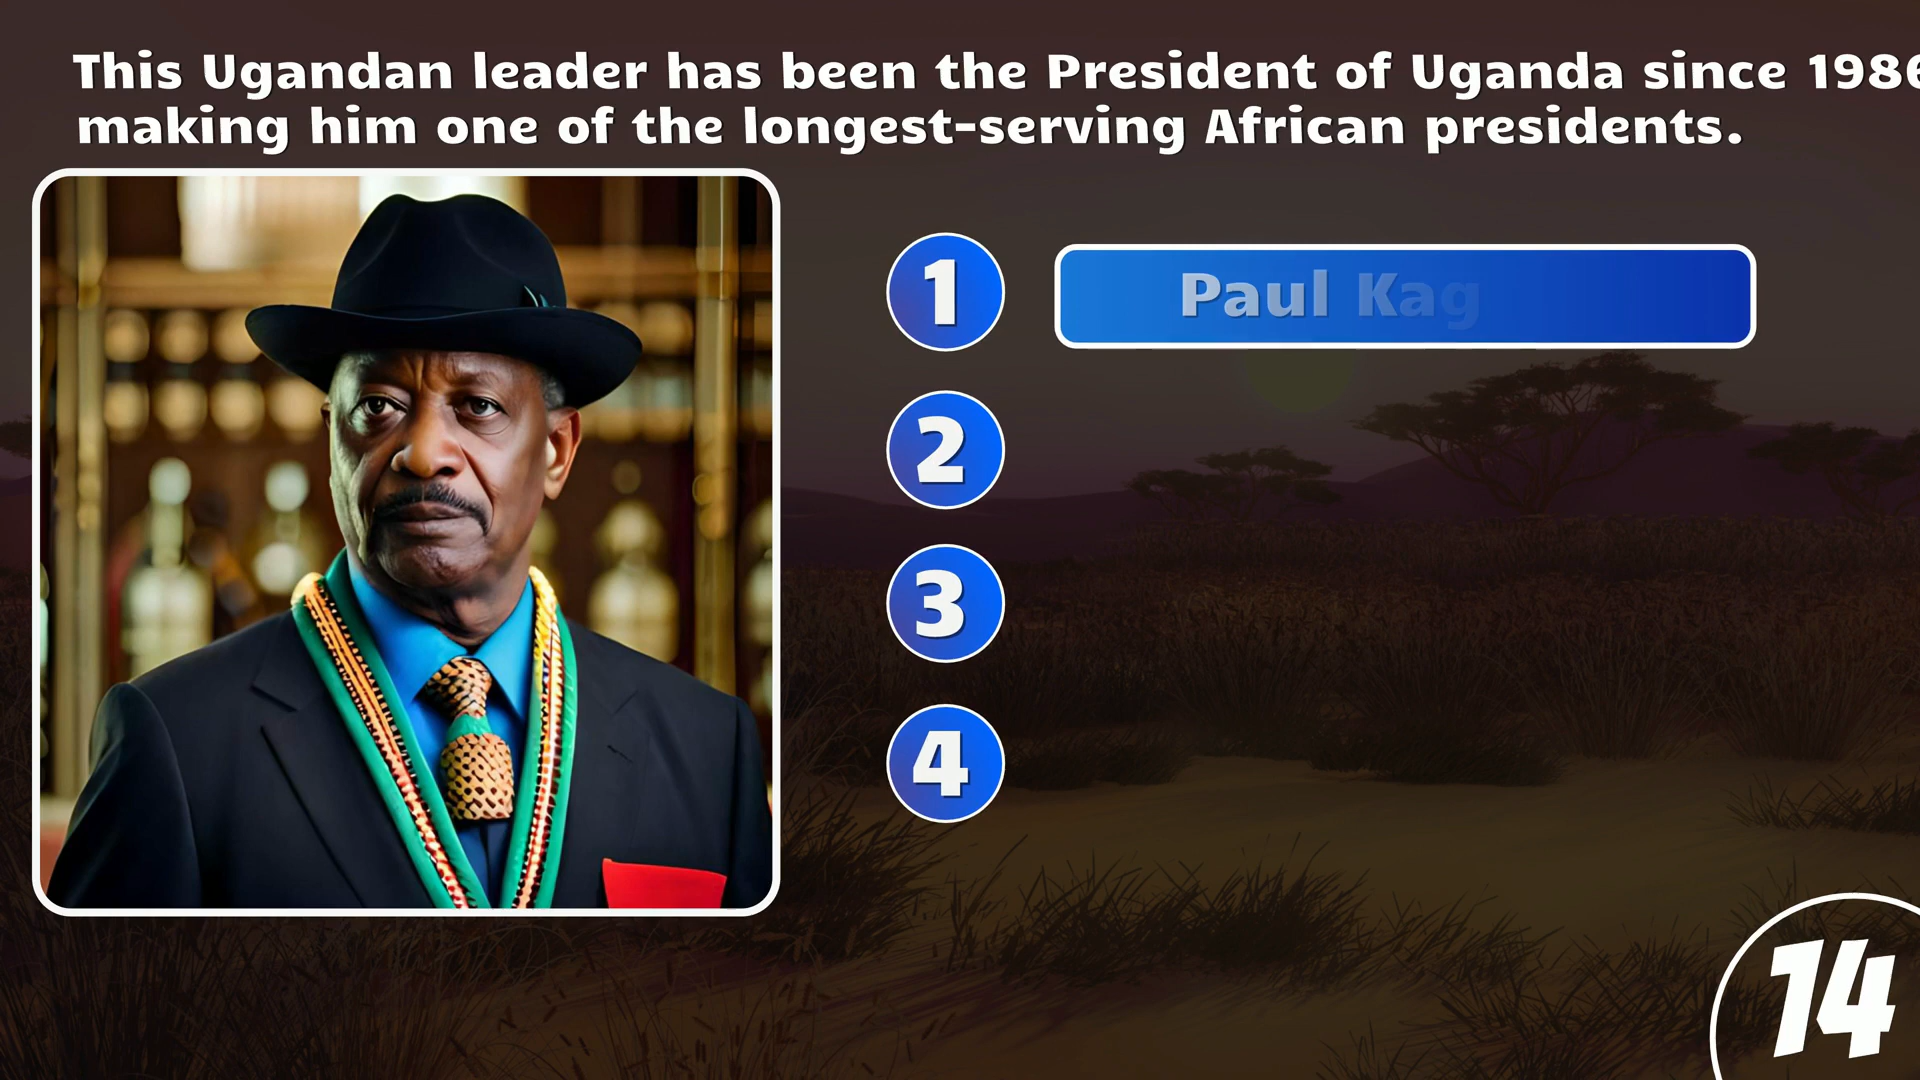 This Ugandan leader has been the President of Uganda since 1986
making him one of the longest-serving African presidents.
1
Paul Kag
2
3
4
14